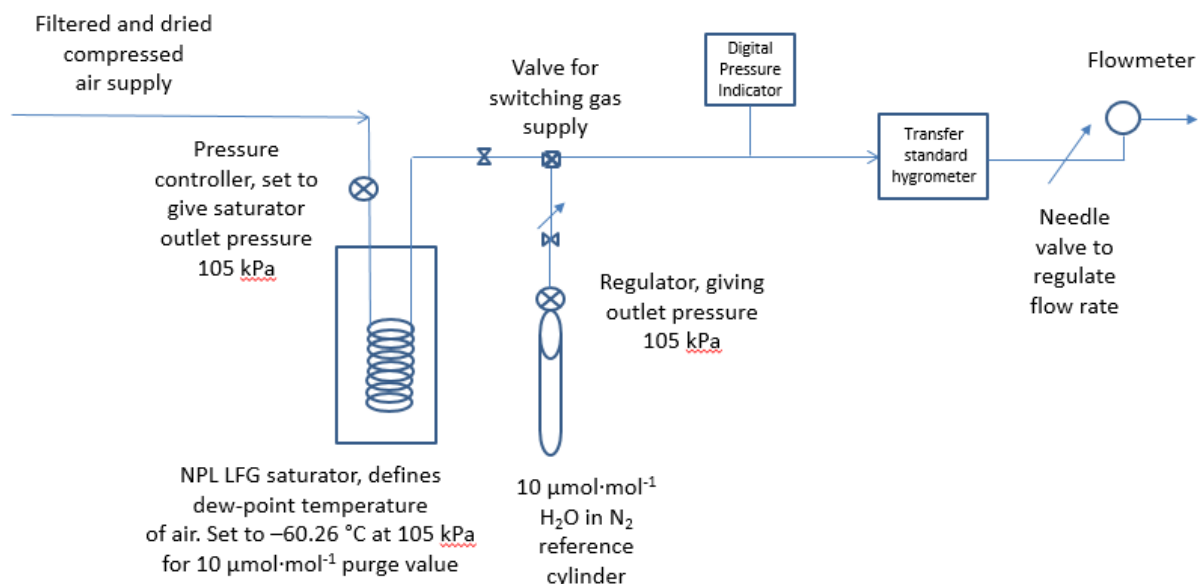 Filtered and dried
compressed
air supply
Pressure
controller, set to
give saturator
outlet pressure
105 kPa
Valve for
switching gas
supply
Digital
Pressure
Indicator
Flowmeter
Transfer
standard
hygrometer
Needle
valve to
regulate
flow rate
Regulator, giving
outlet pressure
105 kPa
NPL LFG saturator, defines
dew-point temperature
of air. Set to –60.26 °C at 105 kPa
for 10 µmol·mol⁻¹ purge value
10 µmol·mol⁻¹
H₂O in N₂
reference
cylinder